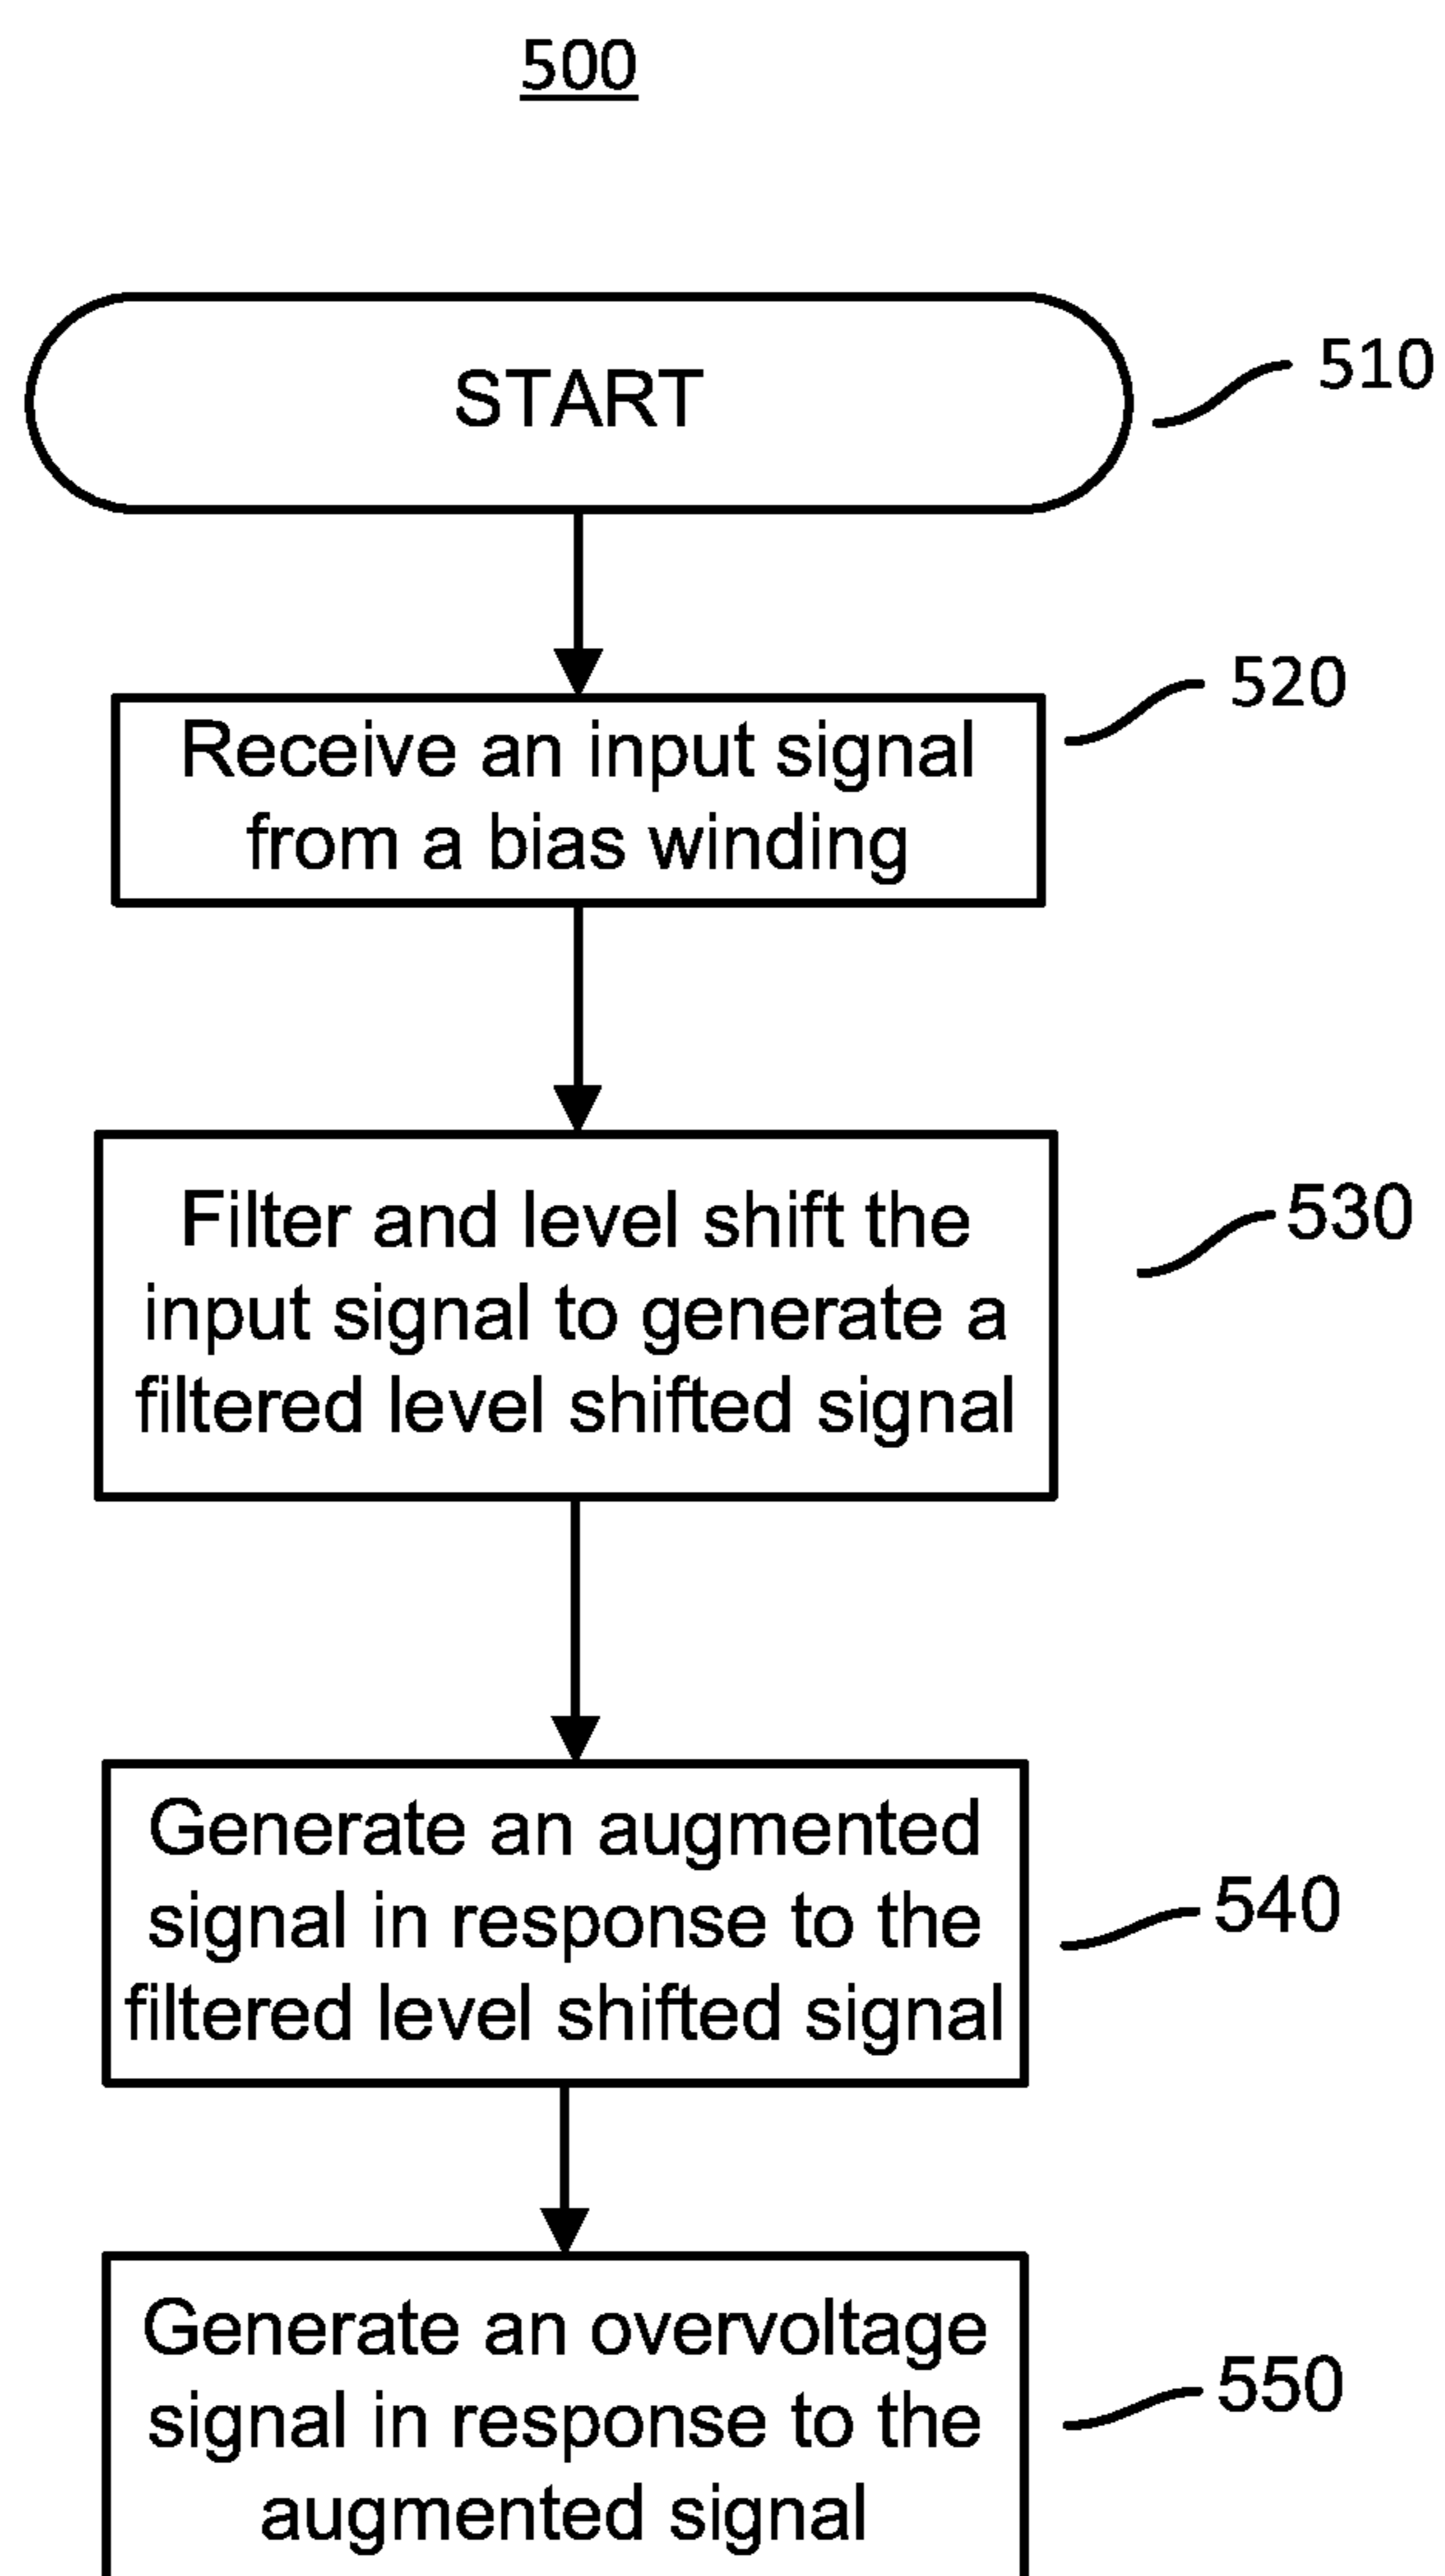 500
START
510
Receive an input signal
from a bias winding
520
Filter and level shift the
input signal to generate a
filtered level shifted signal
530
Generate an augmented
signal in response to the
filtered level shifted signal
540
Generate an overvoltage
signal in response to the
augmented signal
550